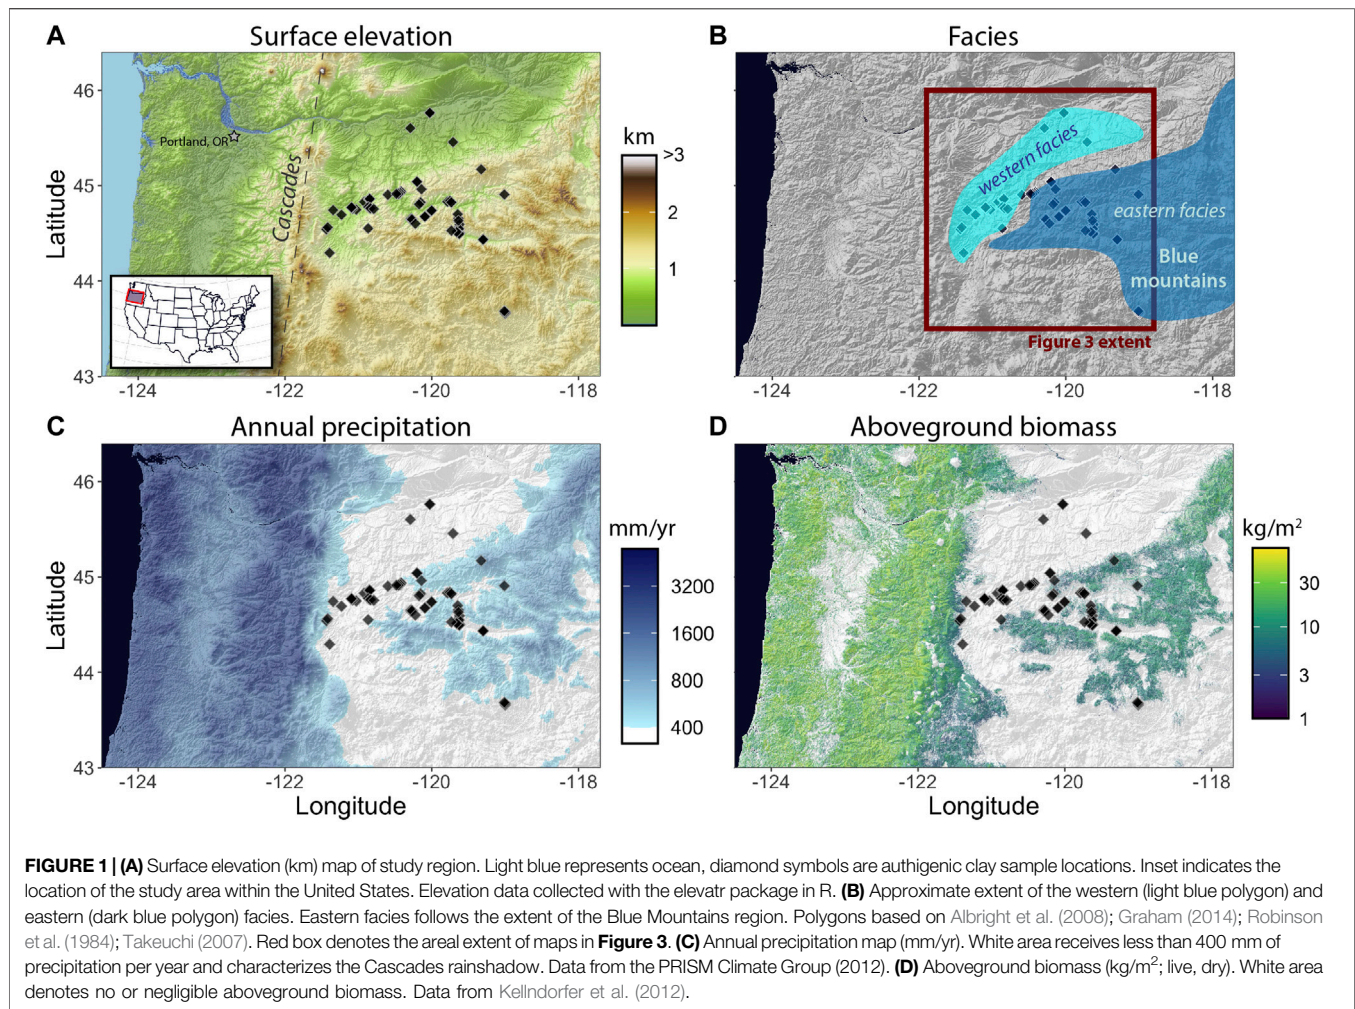 A
Surface elevation
46
45
44
43
Latitude
-124
-122
-120
-118
Portland, OR
Cascades
km
>3
2
1
B
Facies
western facies
eastern facies
Blue
mountains
Figure 3 extent
-124
-122
-120
-118
C
Annual precipitation
46
45
44
43
Latitude
-124
-122
-120
-118
Longitude
mm/yr
3200
1600
800
400
D
Aboveground biomass
-124
-122
-120
-118
Longitude
kg/m²
30
10
3
1
FIGURE 1 | (A) Surface elevation (km) map of study region. Light blue represents ocean, diamond symbols are authigenic clay sample locations. Inset indicates the
location of the study area within the United States. Elevation data collected with the elevatr package in R. (B) Approximate extent of the western (light blue polygon) and
eastern (dark blue polygon) facies. Eastern facies follows the extent of the Blue Mountains region. Polygons based on Albright et al. (2008); Graham (2014); Robinson
et al. (1984); Takeuchi (2007). Red box denotes the areal extent of maps in Figure 3. (C) Annual precipitation map (mm/yr). White area receives less than 400 mm of
precipitation per year and characterizes the Cascades rainshadow. Data from the PRISM Climate Group (2012). (D) Aboveground biomass (kg/m²; live, dry). White area
denotes no or negligible aboveground biomass. Data from Kellndorfer et al. (2012).